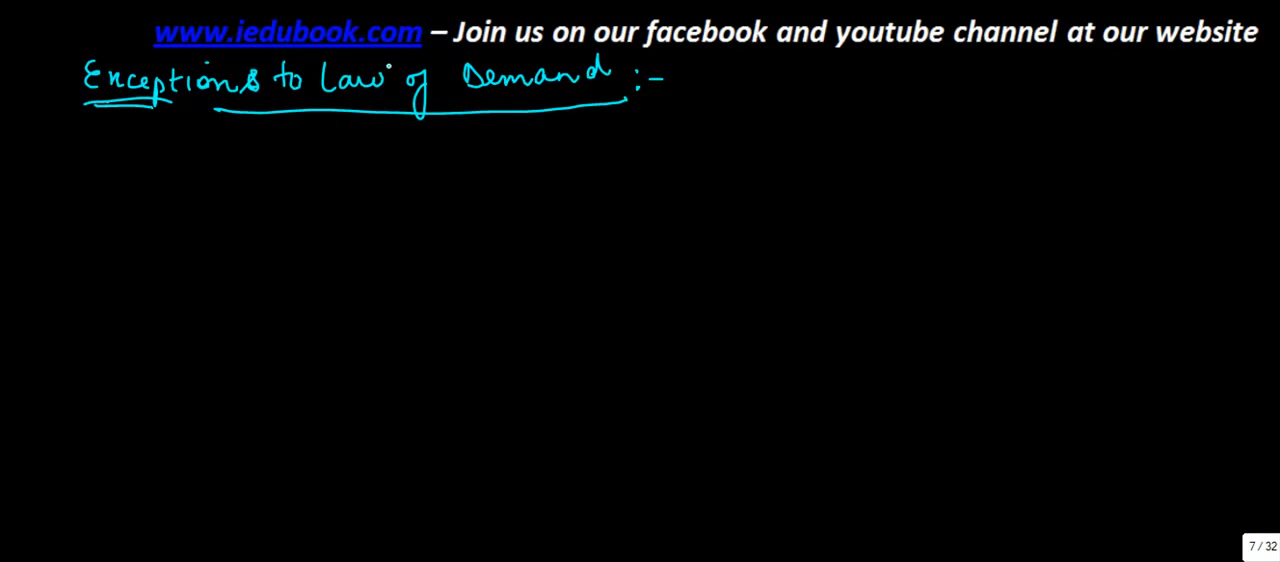 www.iedubook.com – Join us on our facebook and youtube channel at our website
Exceptions to Law of Demand :-
7 / 32